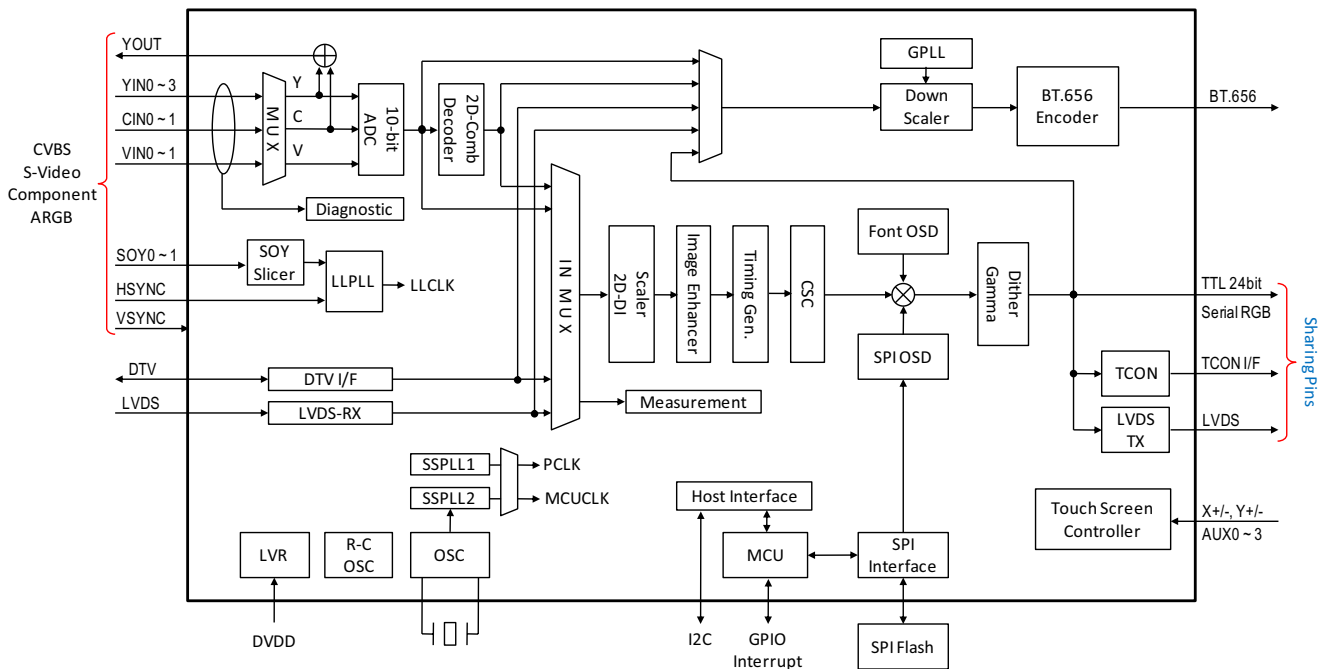 YOUT
YIN0 ~ 3
CIN0 ~ 1
VIN0 ~ 1
CVBS
S-Video
Component
ARGB
SOY0 ~ 1
HSYNC
VSYNC
DTV
LVDS
MUX
Y
C
V
10-bit
ADC
2D-Comb
Decoder
Diagnostic
SOY
Slicer
LLPLL
LLCLK
DTV I/F
LVDS-RX
IN MUX
Scaler
2D-DI
Image
Enhancer
Timing Gen.
CSC
Measurement
GPLL
Down
Scaler
BT.656
Encoder
BT.656
Font OSD
SPI OSD
Dither
Gamma
TTL 24bit
Serial RGB
TCON
TCON I/F
LVDS
TX
LVDS
Sharing Pins
SSPLL1
SSPLL2
PCLK
MCUCLK
LVR
R-C
OSC
OSC
DVDD
Host Interface
MCU
SPI
Interface
I2C
GPIO
Interrupt
SPI Flash
Touch Screen
Controller
X+/-, Y+/-
AUX0 ~ 3